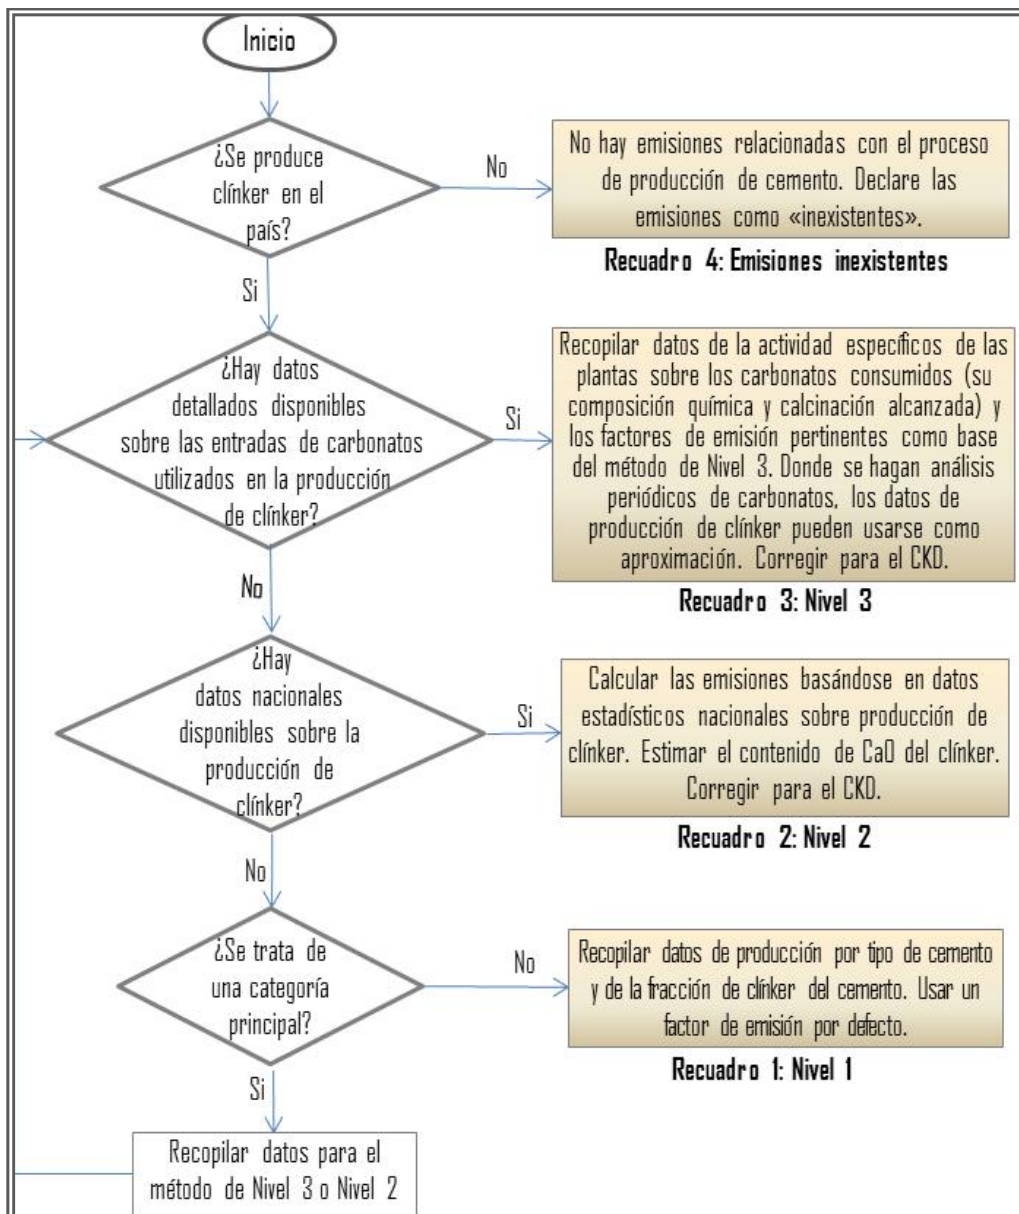 Inicio
¿Se produce
clínker en el
país?
No
No hay emisiones relacionadas con el proceso
de producción de cemento. Declare las
emisiones como «inexistentes».
Recuadro 4: Emisiones inexistentes
Si
¿Hay datos
detallados disponibles
sobre las entradas de carbonatos
utilizados en la producción
de clínker?
Si
Recopilar datos de la actividad específicos de las
plantas sobre los carbonatos consumidos (su
composición química y calcinación alcanzada) y
los factores de emisión pertinentes como base
del método de Nivel 3. Donde se hagan análisis
periódicos de carbonatos, los datos de
producción de clínker pueden usarse como
aproximación. Corregir para el CKD.
Recuadro 3: Nivel 3
No
¿Hay
datos nacionales
disponibles sobre la
producción de
clínker?
Si
Calcular las emisiones basándose en datos
estadísticos nacionales sobre producción de
clínker. Estimar el contenido de CaO del clínker.
Corregir para el CKD.
Recuadro 2: Nivel 2
No
¿Se trata de
una categoría
principal?
No
Recopilar datos de producción por tipo de cemento
y de la fracción de clínker del cemento. Usar un
factor de emisión por defecto.
Recuadro 1: Nivel 1
Si
Recopilar datos para el
método de Nivel 3 o Nivel 2